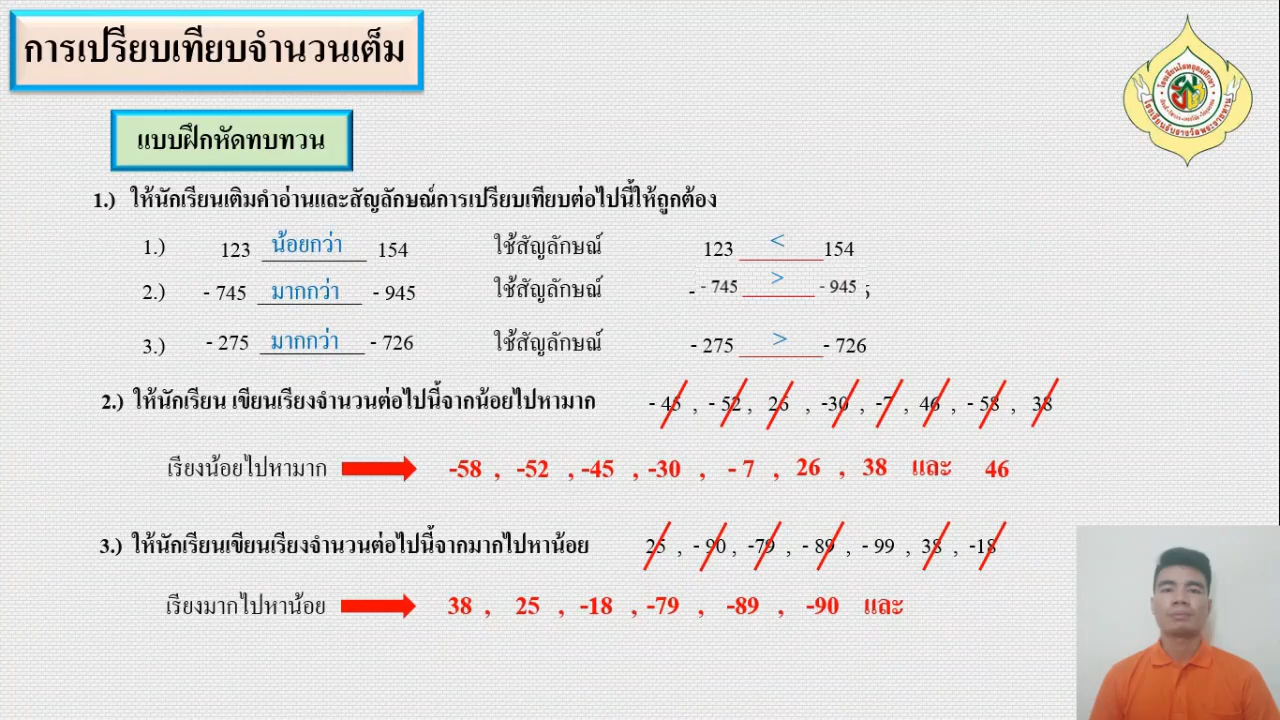 การเปรียบเทียบจำนวนเต็ม
แบบฝึกหัดทบทวน
1.) ให้นักเรียนเติมคำอ่านและสัญลักษณ์การเปรียบเทียบต่อไปนี้ให้ถูกต้อง
1.) 123 น้อยกว่า 154 ใช้สัญลักษณ์ 123 < 154
2.) - 745 มากกว่า - 945 ใช้สัญลักษณ์ - 745 > - 945
3.) - 275 มากกว่า - 726 ใช้สัญลักษณ์ - 275 > - 726
2.) ให้นักเรียน เขียนเรียงจำนวนต่อไปนี้จากน้อยไปหามาก - 45 , - 52 , 26 , -30 , -7 , 46 , - 58 , 38
เรียงน้อยไปหามาก -58 , -52 , -45 , -30 , - 7 , 26 , 38 และ 46
3.) ให้นักเรียนเขียนเรียงจำนวนต่อไปนี้จากมากไปหาน้อย 25 , - 90 , -79 , - 89 , - 99 , 38 , -18
เรียงมากไปหาน้อย 38 , 25 , -18 , -79 , -89 , -90 และ